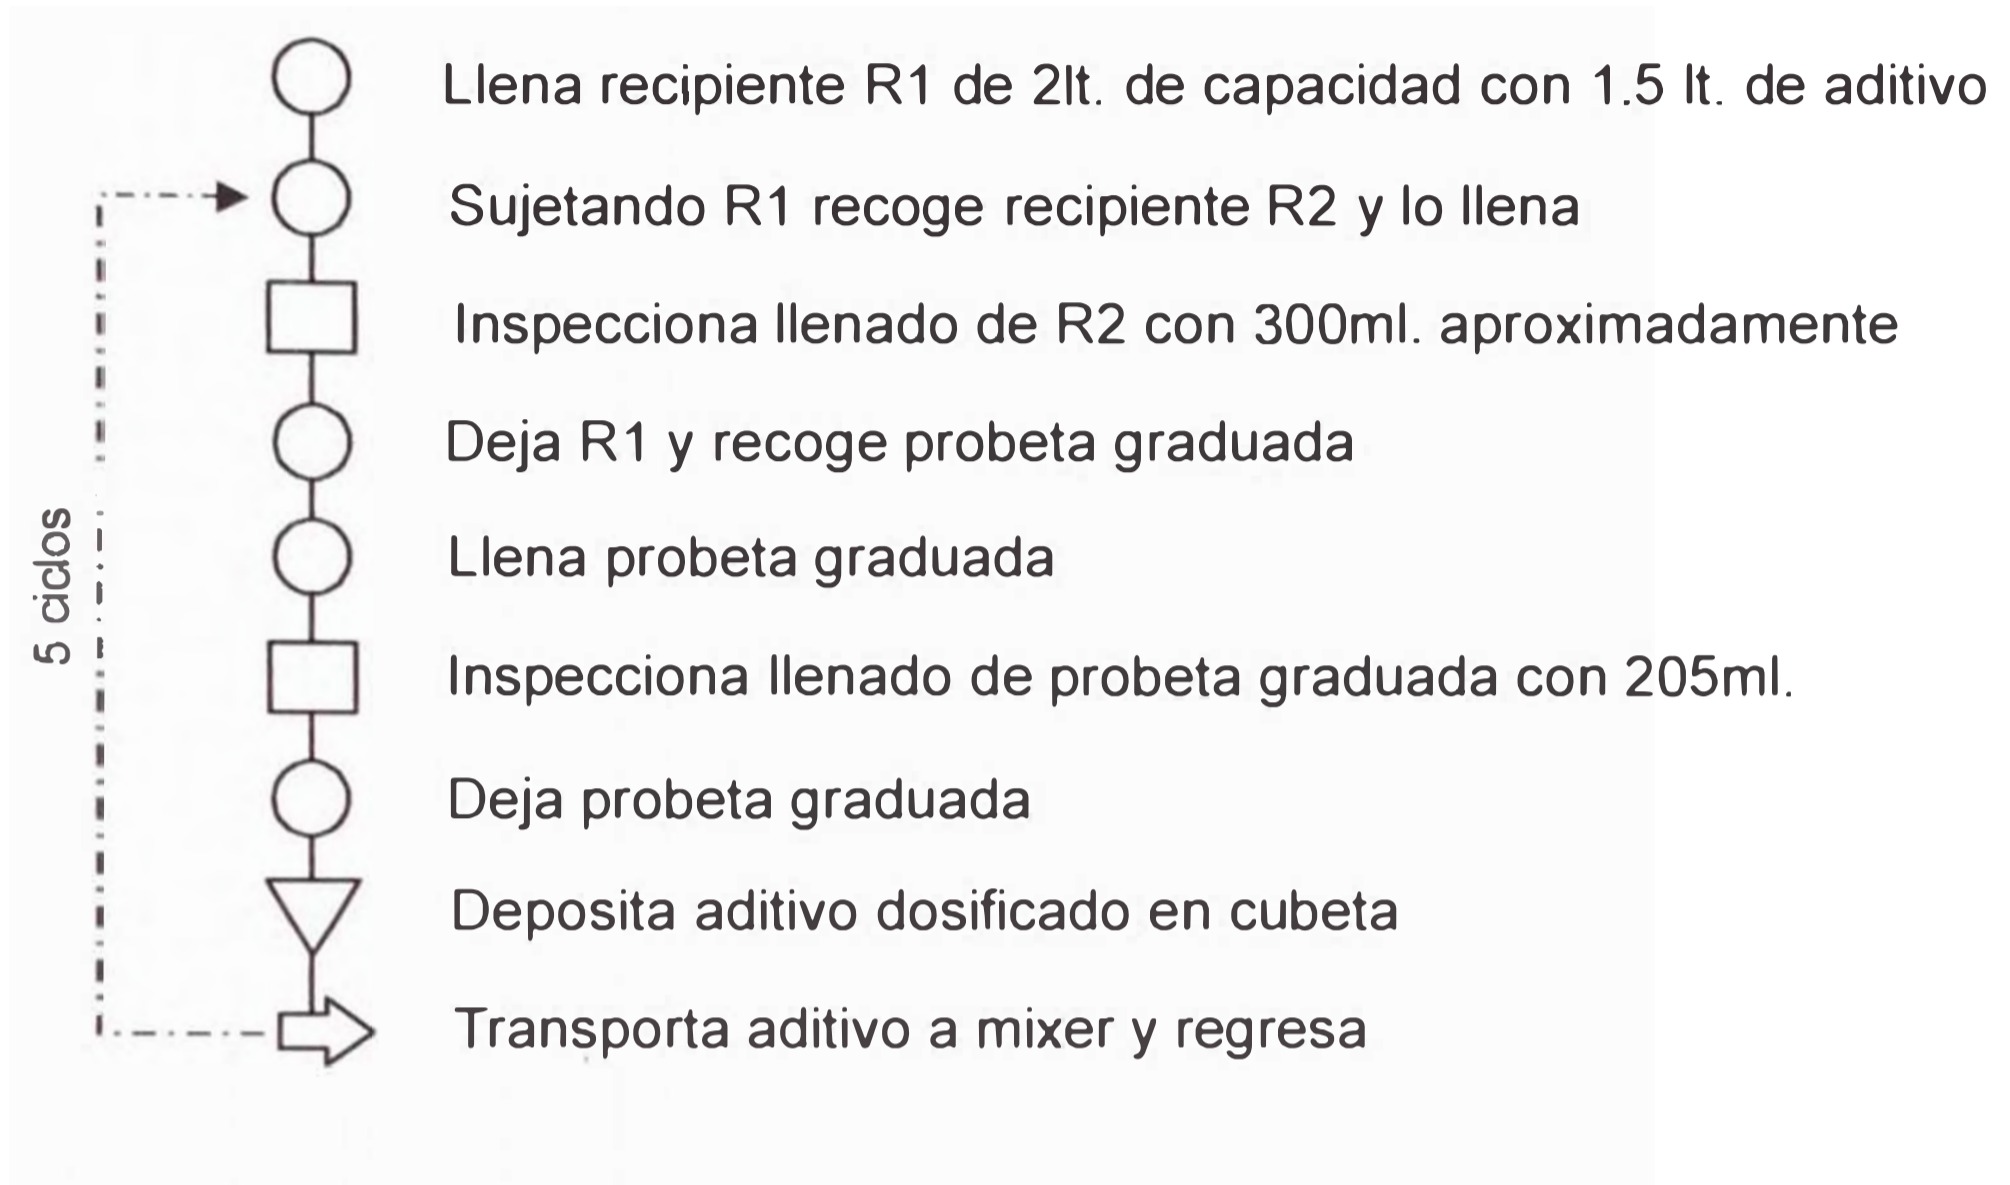 Llena recipiente R1 de 2lt. de capacidad con 1.5 lt. de aditivo
Sujetando R1 recoge recipiente R2 y lo llena
Inspecciona llenado de R2 con 300ml. aproximadamente
Deja R1 y recoge probeta graduada
Llena probeta graduada
5 ciclos
Inspecciona llenado de probeta graduada con 205ml.
Deja probeta graduada
Deposita aditivo dosificado en cubeta
Transporta aditivo a mixer y regresa